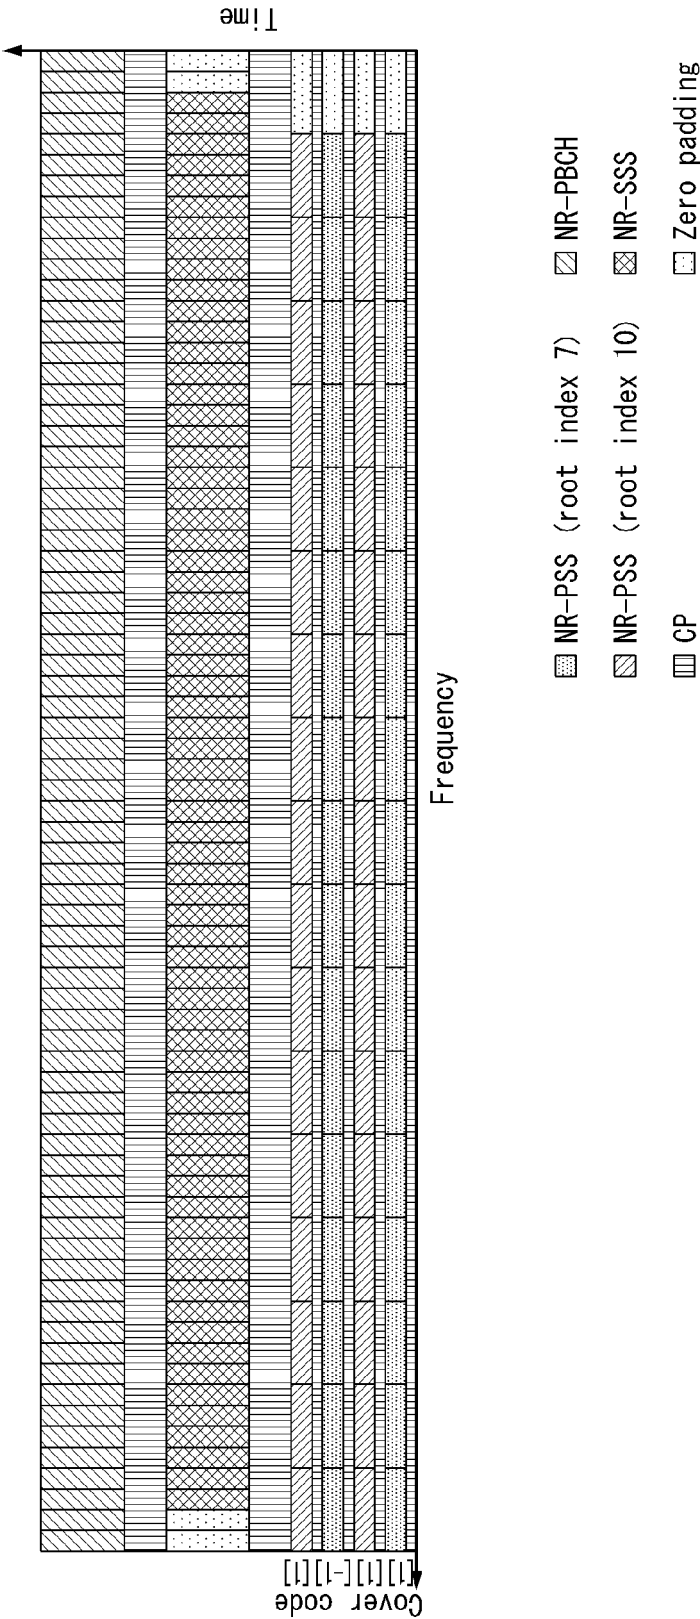 Time
Frequency
Cover code
[1][1][-1][1]
NR-PSS (root index 7)
NR-PBCH
NR-PSS (root index 10)
NR-SSS
CP
Zero padding